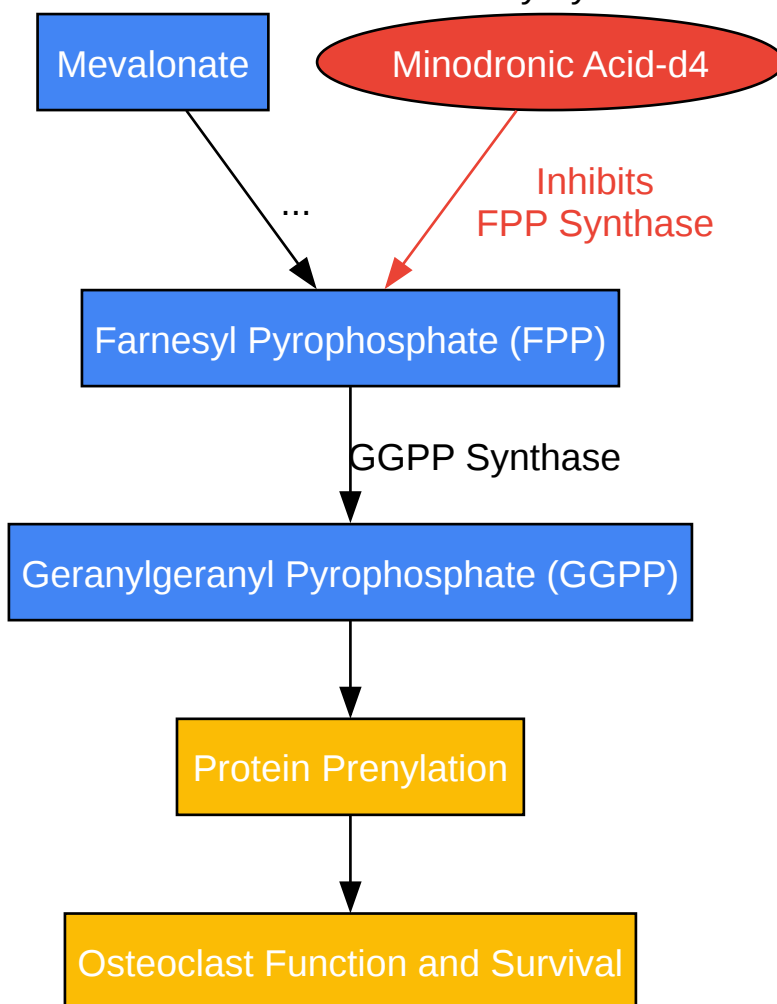 Mevalonate
Minodronic Acid-d4
...
Inhibits
FPP Synthase
Farnesyl Pyrophosphate (FPP)
GGPP Synthase
Geranylgeranyl Pyrophosphate (GGPP)
Protein Prenylation
Osteoclast Function and Survival